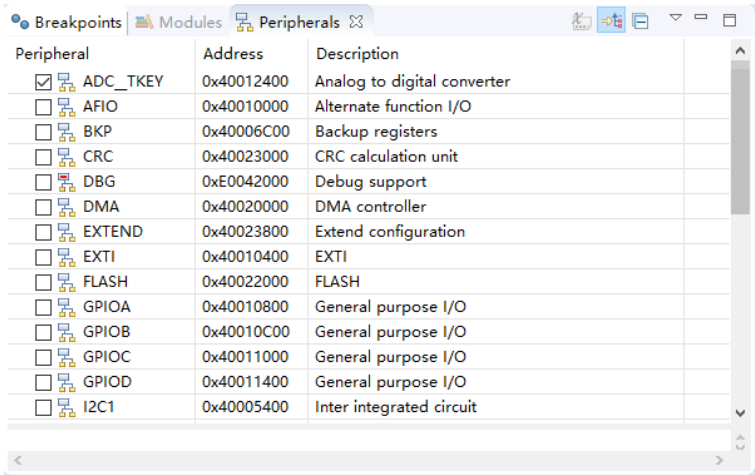 Breakpoints Modules Peripherals
Peripheral Address Description
ADC_TKEY 0x40012400 Analog to digital converter
AFIO 0x40010000 Alternate function I/O
BKP 0x40006C00 Backup registers
CRC 0x40023000 CRC calculation unit
DBG 0xE0042000 Debug support
DMA 0x40020000 DMA controller
EXTEND 0x40023800 Extend configuration
EXTI 0x40010400 EXTI
FLASH 0x40022000 FLASH
GPIOA 0x40010800 General purpose I/O
GPIOB 0x40010C00 General purpose I/O
GPIOC 0x40011000 General purpose I/O
GPIOD 0x40011400 General purpose I/O
I2C1 0x40005400 Inter integrated circuit